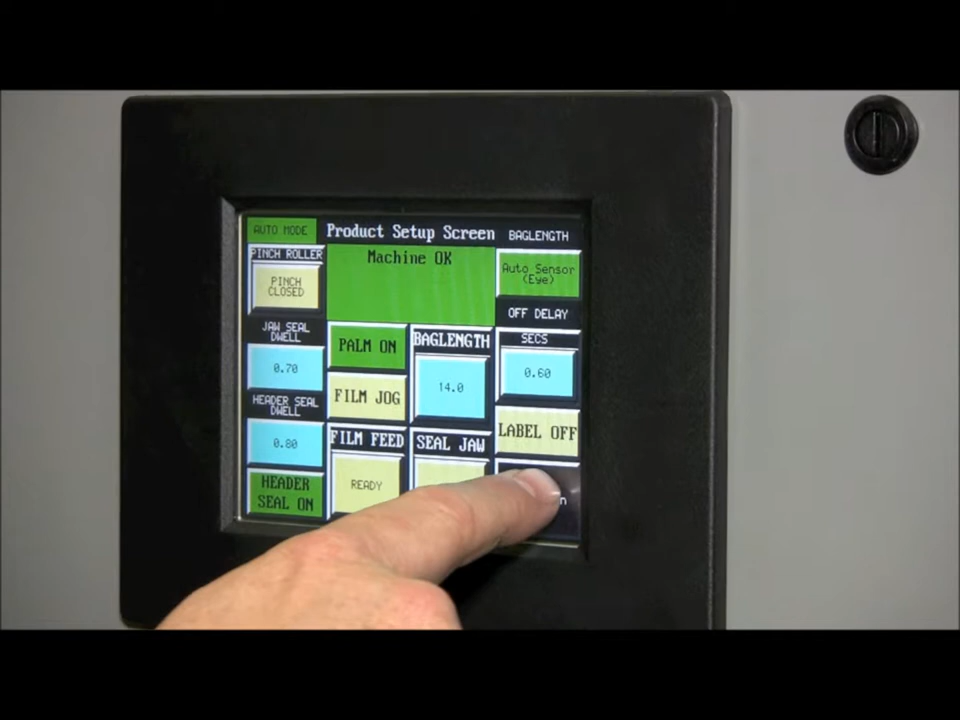 AUTO MODE
Product Setup Screen
BAGLENGTH
PINCH ROLLER
PINCH
CLOSED
Machine OK
Auto Sensor
(Eye)
OFF DELAY
JAW SEAL
DWELL
0.70
PALM ON
BAGLENGTH
14.0
SECS
0.60
FILM JOG
HEADER SEAL
DWELL
0.80
LABEL OFF
FILM FEED
READY
SEAL JAW
HEADER
SEAL ON